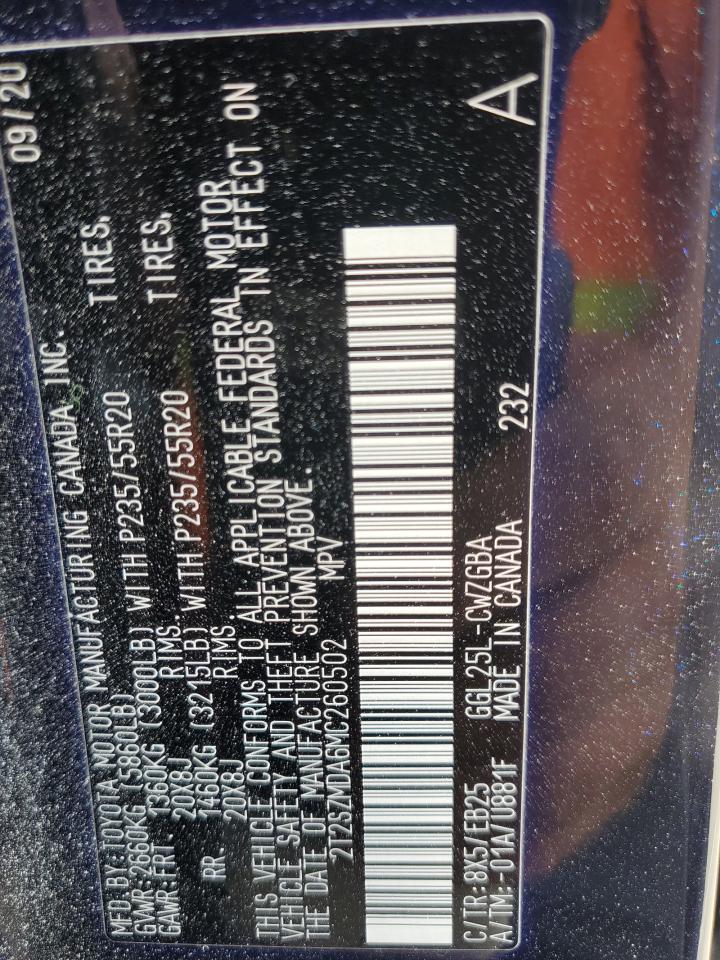 MFD BY: TOYOTA MOTOR MANUFACTURING CANADA INC. 09/20
GVWR:2660KG (5860LB)
GAWR:FRT 1360KG (3000LB) WITH P235/55R20 TIRES,
20X8J RIMS.
RR. 1460KG (3215LB) WITH P235/55R20 TIRES,
20X8J RIMS.
THIS VEHICLE CONFORMS TO ALL APPLICABLE FEDERAL MOTOR
VEHICLE SAFETY AND THEFT PREVENTION STANDARDS IN EFFECT ON
THE DATE OF MANUFACTURE SHOWN ABOVE.
2T2SZMDA6MC260502 MPV
C/TR:8X5/EB25 GGL25L-CWZGBA A
A/TM:-01A/U881F MADE IN CANADA 232